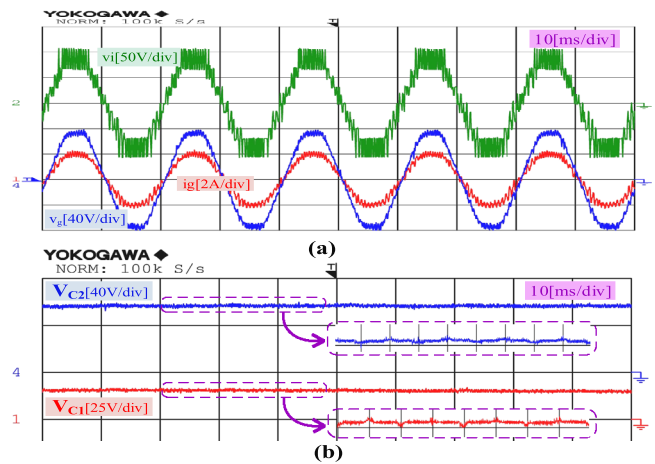 YOKOGAWA ◆
NORM: 100k S/s
vi[50V/div]
10[ms/div]
2
1
4
ig[2A/div]
vg[40V/div]
(a)
YOKOGAWA ◆
NORM: 100k S/s
VC2[40V/div]
10[ms/div]
4
VC1[25V/div]
1
(b)